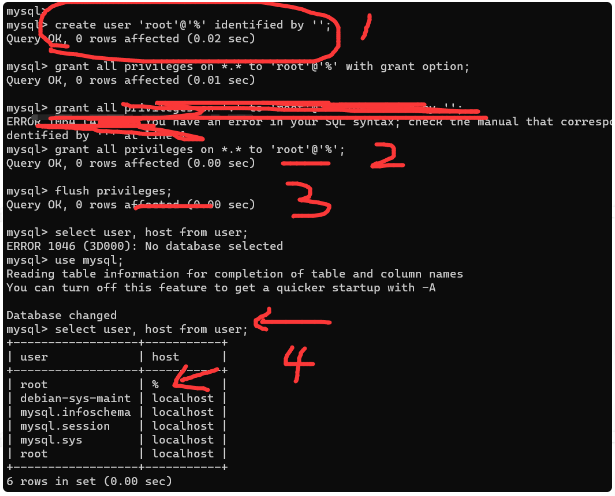 mysql>
mysql> create user 'root'@'%' identified by '';
Query OK, 0 rows affected (0.02 sec)
1
mysql> grant all privileges on *.* to 'root'@'%' with grant option;
Query OK, 0 rows affected (0.01 sec)
mysql> grant all '';
ERROR 1064 You have an error in your SQL syntax; check the manual that correspo
dentified by at line
mysql> grant all privileges on *.* to 'root'@'%';
Query OK, 0 rows affected (0.00 sec)
2
mysql> flush privileges;
Query OK, 0 rows affected (0.00 sec)
3
mysql> select user, host from user;
ERROR 1046 (3D000): No database selected
mysql> use mysql;
Reading table information for completion of table and column names
You can turn off this feature to get a quicker startup with -A
Database changed
mysql> select user, host from user;
4
+------------------+-----------+
| user | host |
+------------------+-----------+
| root | % |
| debian-sys-maint | localhost |
| mysql.infoschema | localhost |
| mysql.session | localhost |
| mysql.sys | localhost |
| root | localhost |
+------------------+-----------+
6 rows in set (0.00 sec)